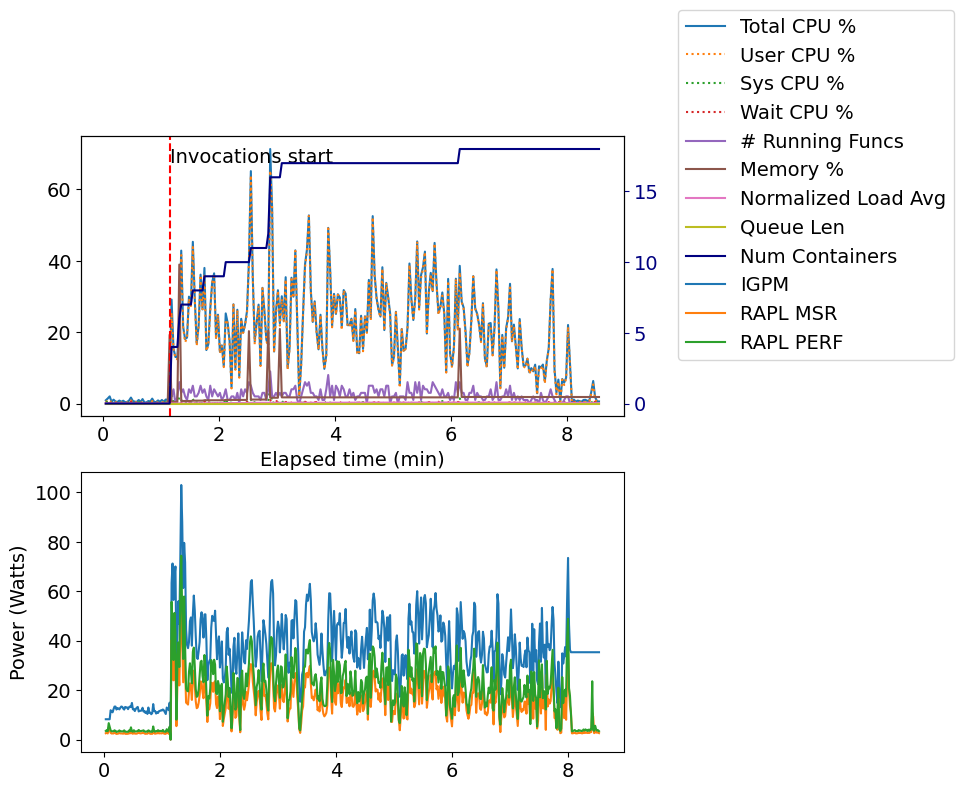 Total CPU %
User CPU %
Sys CPU %
Wait CPU %
# Running Funcs
Memory %
Normalized Load Avg
Queue Len
Num Containers
IGPM
RAPL MSR
RAPL PERF
Invocations start
60
40
20
0
15
10
5
0
0 2 4 6 8
Elapsed time (min)
Power (Watts)
100
80
60
40
20
0
0 2 4 6 8